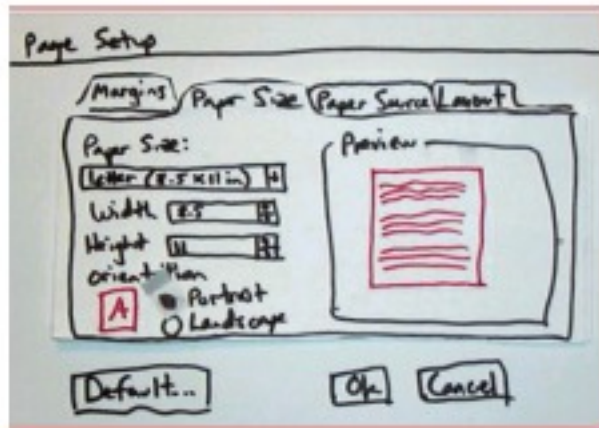 Page Setup
Margins Paper Size Paper Source Layout
Paper Size:
Preview
Letter (8.5 x 11 in)
Width 8.5
Height 11
orientation
A
Portrait
Landscape
Default...
Ok Cancel